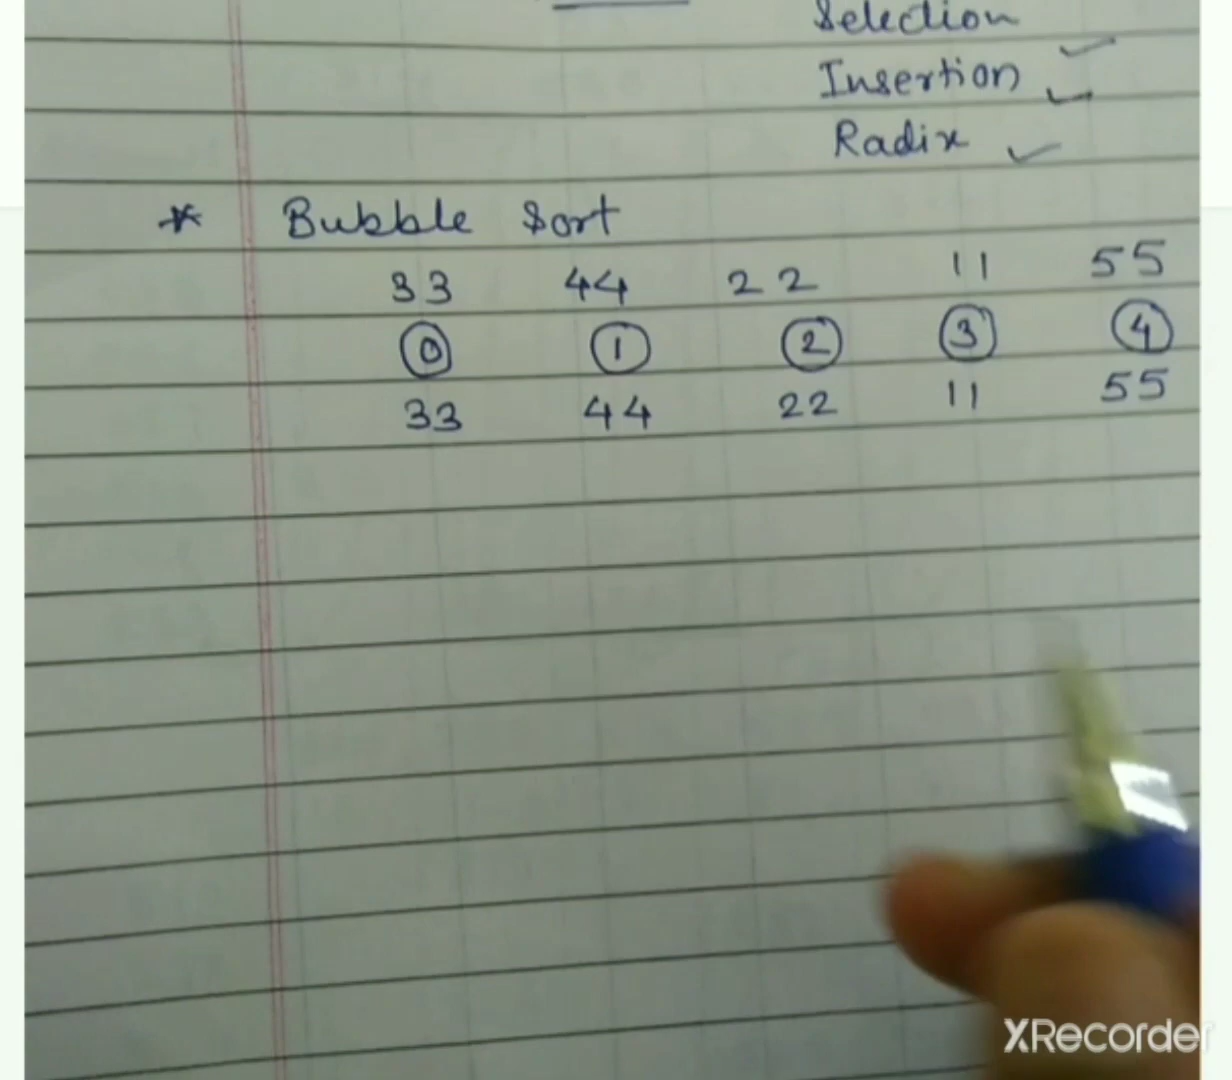 Selection
Insertion ✓
Radix ✓
* Bubble Sort
33 44 22 11 55
0 1 2 3 4
33 44 22 11 55
XRecorder